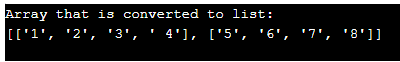 Array that is converted to list:
[['1', '2', '3', ' 4'], ['5', '6', '7', '8']]